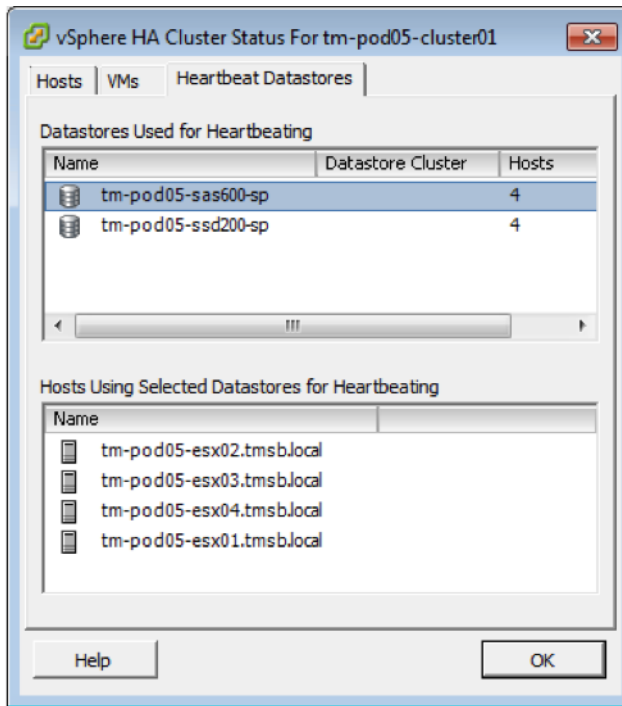 vSphere HA Cluster Status For tm-pod05-cluster01
Hosts VMs Heartbeat Datastores
Datastores Used for Heartbeating
Name Datastore Cluster Hosts
tm-pod05-sas600-sp 4
tm-pod05-ssd200-sp 4
Hosts Using Selected Datastores for Heartbeating
Name
tm-pod05-esx02.tmsb.local
tm-pod05-esx03.tmsb.local
tm-pod05-esx04.tmsb.local
tm-pod05-esx01.tmsb.local
Help OK